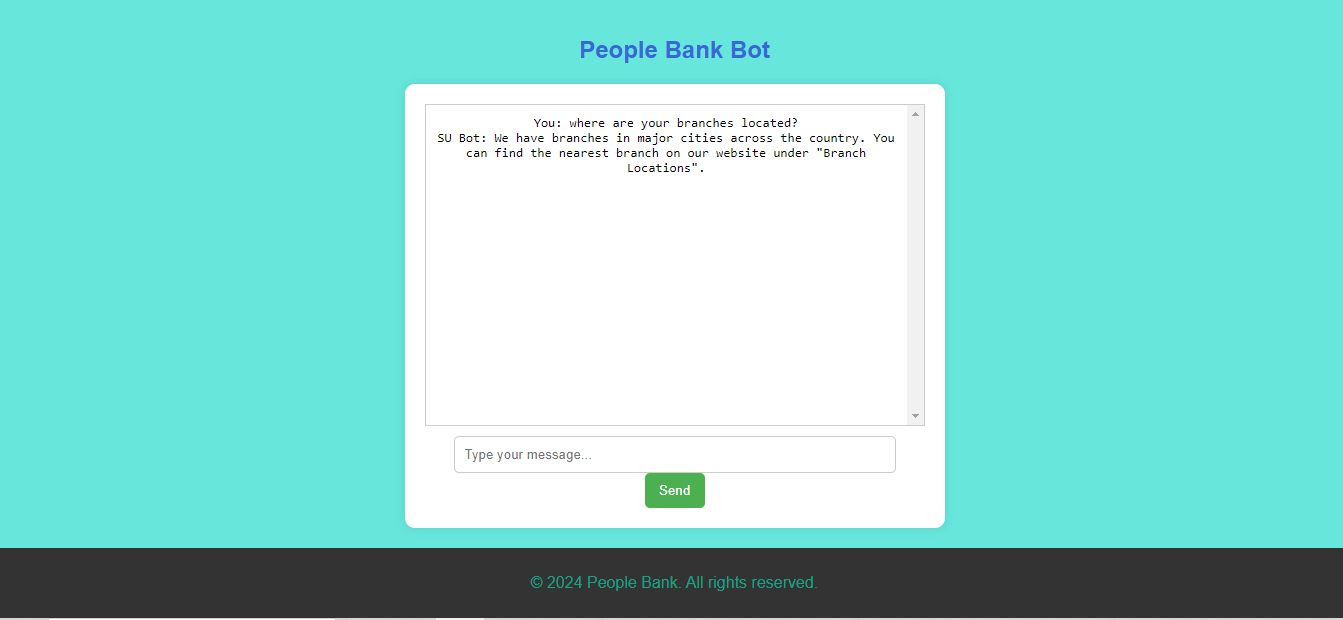 People Bank Bot
You: where are your branches located?
SU Bot: We have branches in major cities across the country. You
can find the nearest branch on our website under "Branch
Locations".
Type your message...
Send
© 2024 People Bank. All rights reserved.